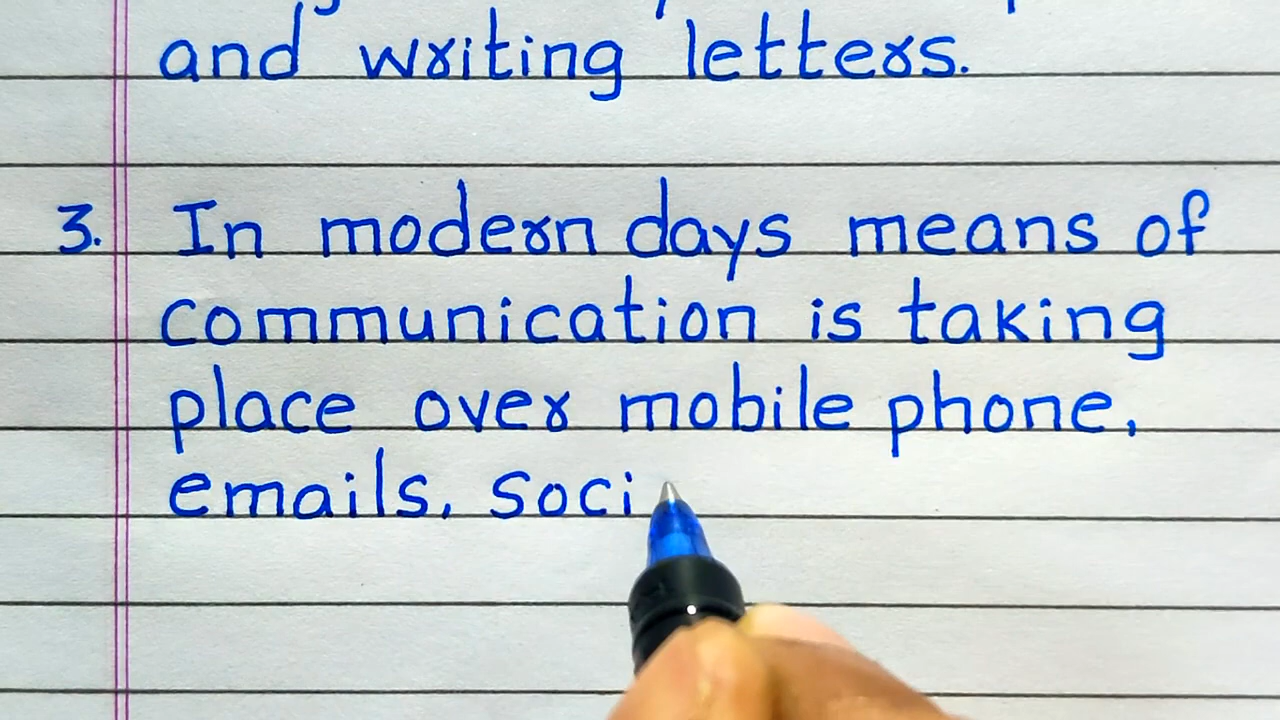 and writing letters.
3. In modern days means of
communication is taking
place over mobile phone,
emails, soci